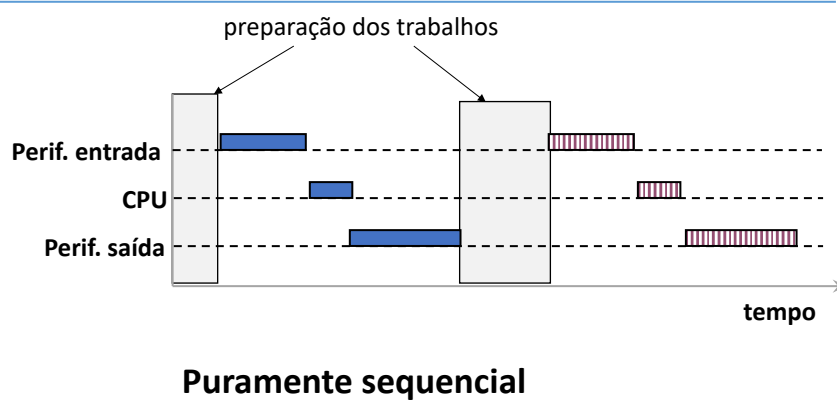 preparação dos trabalhos
Perif. entrada
CPU
Perif. saída
tempo
Puramente sequencial